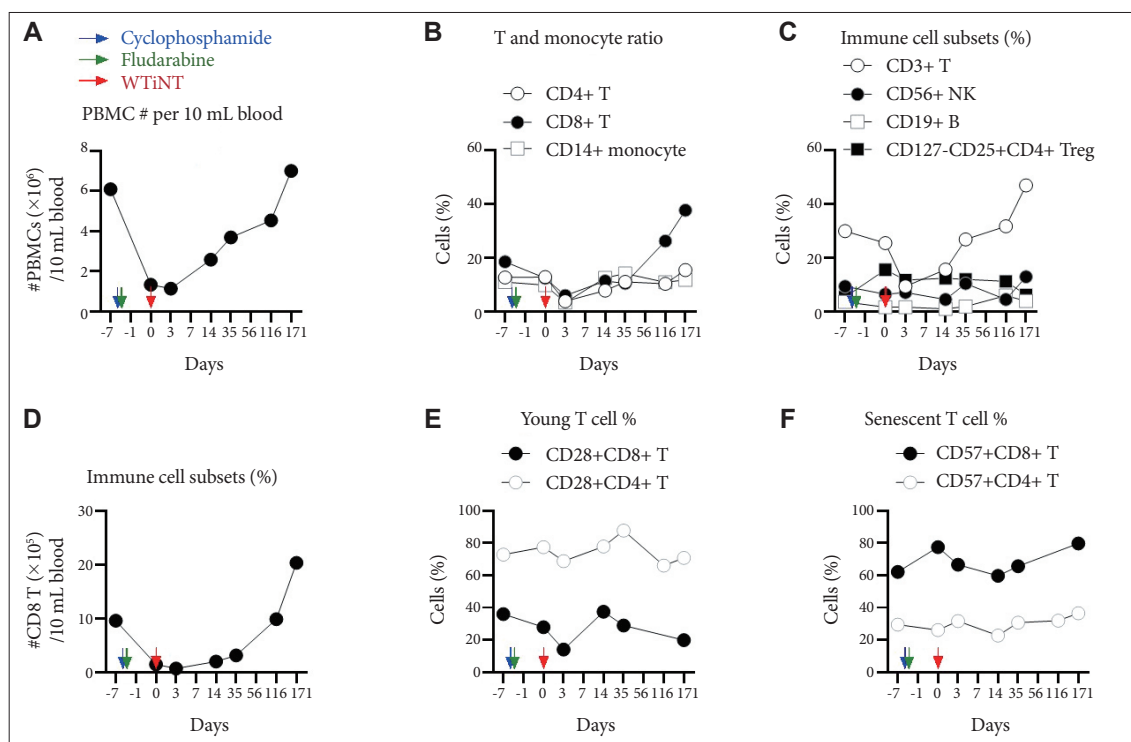 A
Cyclophosphamide
Fludarabine
WTiNT
PBMC # per 10 mL blood
#PBMCs (×10⁶)
/10 mL blood
8
6
4
2
0
-7 -1 0 3 7 14 35 56 116 171
Days
B
T and monocyte ratio
CD4+ T
CD8+ T
CD14+ monocyte
Cells (%)
60
40
20
0
-7 -1 0 3 7 14 35 56 116 171
Days
C
Immune cell subsets (%)
CD3+ T
CD56+ NK
CD19+ B
CD127-CD25+CD4+ Treg
Cells (%)
60
40
20
0
-7 -1 0 3 7 14 35 56 116 171
Days
D
Immune cell subsets (%)
#CD8 T (×10⁵)
/10 mL blood
30
20
10
0
-7 -1 0 3 7 14 35 56 116 171
Days
E
Young T cell %
CD28+CD8+ T
CD28+CD4+ T
Cells (%)
100
80
60
40
20
0
-7 -1 0 3 7 14 35 56 116 171
Days
F
Senescent T cell %
CD57+CD8+ T
CD57+CD4+ T
Cells (%)
100
80
60
40
20
0
-7 -1 0 3 7 14 35 56 116 171
Days